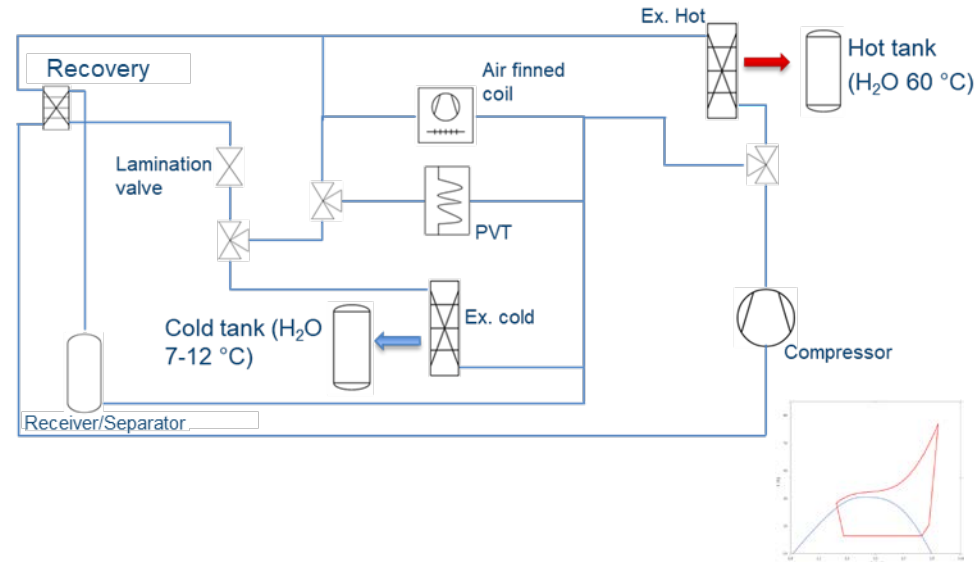 Ex. Hot
Hot tank
(H₂O 60 °C)
Recovery
Air finned
coil
Lamination
valve
PVT
Cold tank (H₂O
7-12 °C)
Ex. cold
Compressor
Receiver/Separator